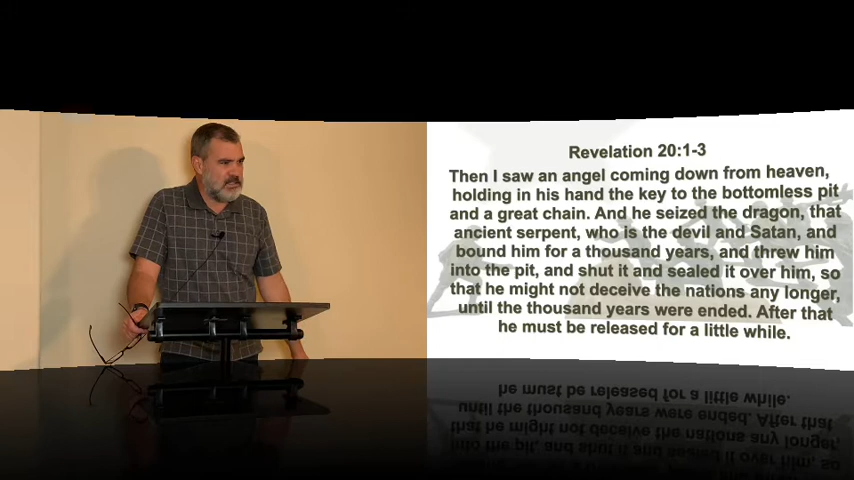 Revelation 20:1-3
Then I saw an angel coming down from heaven,
holding in his hand the key to the bottomless pit
and a great chain. And he seized the dragon, that
ancient serpent, who is the devil and Satan, and
bound him for a thousand years, and threw him
into the pit, and shut it and sealed it over him, so
that he might not deceive the nations any longer,
until the thousand years were ended. After that
he must be released for a little while.